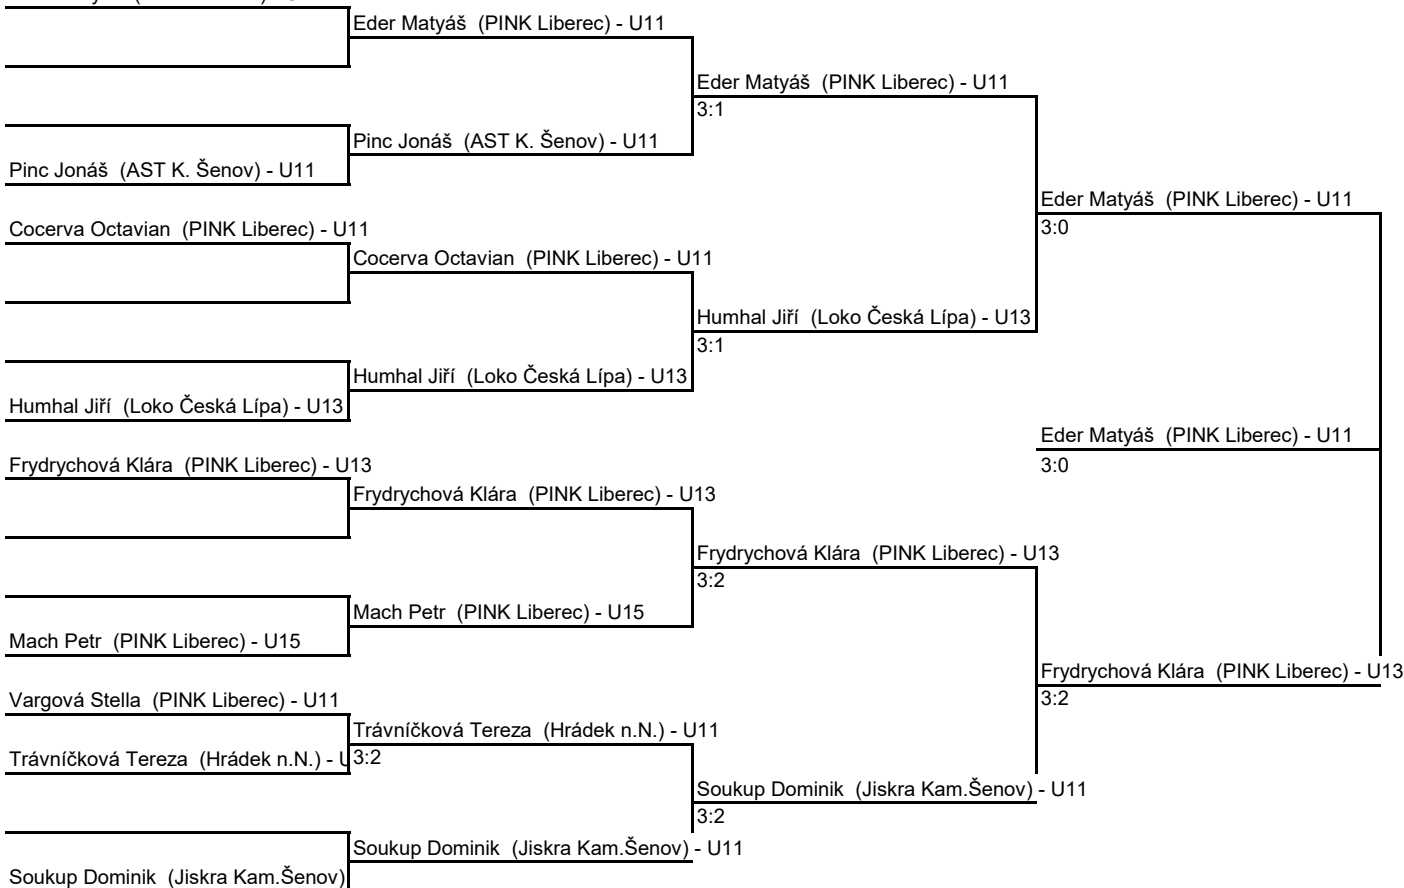 Eder Matyáš  (PINK Liberec) - U11
Eder Matyáš  (PINK Liberec) - U11
3:1
Pinc Jonáš  (AST K. Šenov) - U11
Pinc Jonáš  (AST K. Šenov) - U11
Eder Matyáš  (PINK Liberec) - U11
3:0
Cocerva Octavian  (PINK Liberec) - U11
Cocerva Octavian  (PINK Liberec) - U11
Humhal Jiří  (Loko Česká Lípa) - U13
3:1
Humhal Jiří  (Loko Česká Lípa) - U13
Humhal Jiří  (Loko Česká Lípa) - U13
Eder Matyáš  (PINK Liberec) - U11
3:0
Frydrychová Klára  (PINK Liberec) - U13
Frydrychová Klára  (PINK Liberec) - U13
Frydrychová Klára  (PINK Liberec) - U13
3:2
Mach Petr  (PINK Liberec) - U15
Mach Petr  (PINK Liberec) - U15
Frydrychová Klára  (PINK Liberec) - U13
3:2
Vargová Stella  (PINK Liberec) - U11
Trávníčková Tereza  (Hrádek n.N.) - U11
Trávníčková Tereza  (Hrádek n.N.) -
3:2
Soukup Dominik  (Jiskra Kam.Šenov) - U11
3:2
Soukup Dominik  (Jiskra Kam.Šenov) - U11
Soukup Dominik  (Jiskra Kam.Šenov)